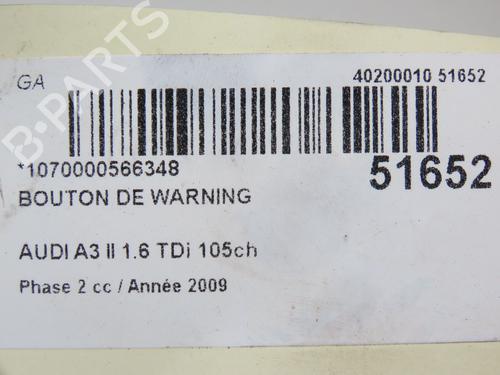 GA
40200010 51652
*1070000566348
51652
BOUTON DE WARNING
AUDI A3 II 1.6 TDi 105ch
Phase 2 cc / Année 2009
B-PARTS